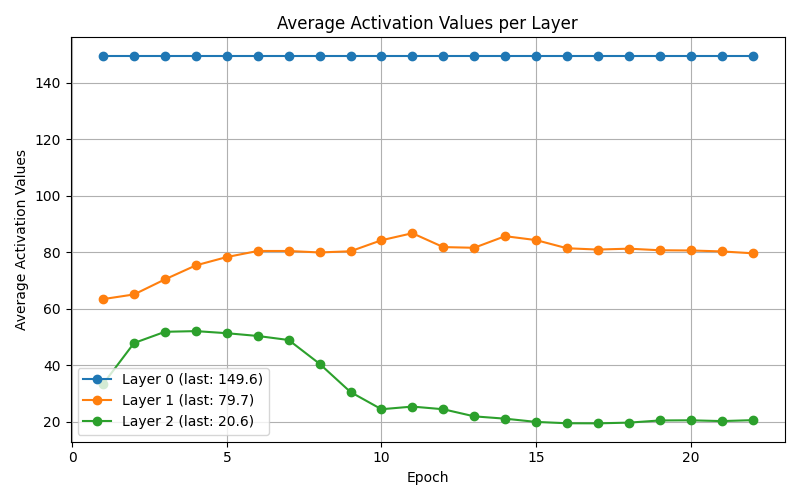 Average Activation Values per Layer
Average Activation Values
140
120
100
80
60
40
20
Layer 0 (last: 149.6)
Layer 1 (last: 79.7)
Layer 2 (last: 20.6)
0
5
10
15
20
Epoch